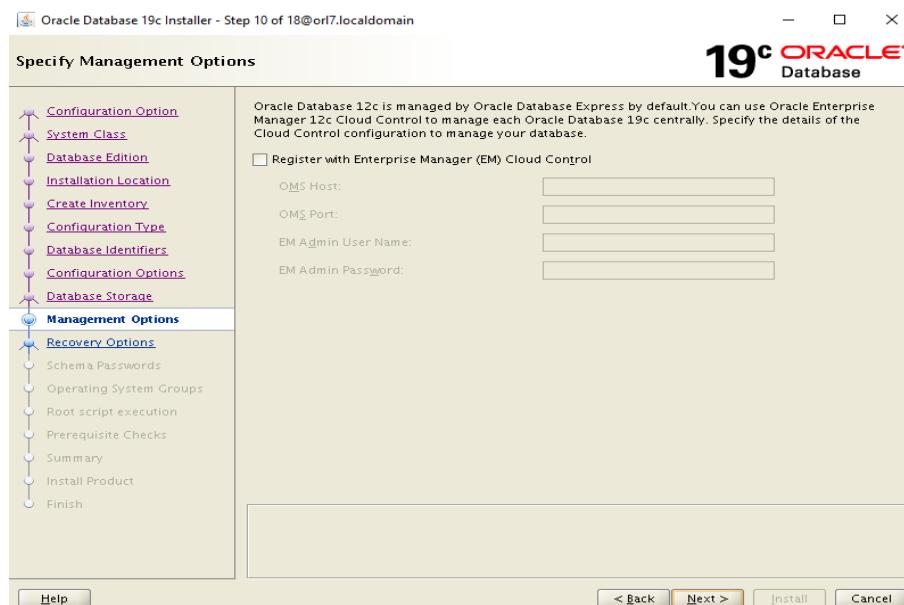 Oracle Database 19c Installer - Step 10 of 18@orl7.localdomain
Specify Management Options
19c ORACLE
Database
Configuration Option
System Class
Database Edition
Installation Location
Create Inventory
Configuration Type
Database Identifiers
Configuration Options
Database Storage
Management Options
Recovery Options
Schema Passwords
Operating System Groups
Root script execution
Prerequisite Checks
Summary
Install Product
Finish
Oracle Database 12c is managed by Oracle Database Express by default.You can use Oracle Enterprise
Manager 12c Cloud Control to manage each Oracle Database 19c centrally. Specify the details of the
Cloud Control configuration to manage your database.
Register with Enterprise Manager (EM) Cloud Control
OMS Host:
OMS Port:
EM Admin User Name:
EM Admin Password:
Help
< Back
Next >
Install
Cancel